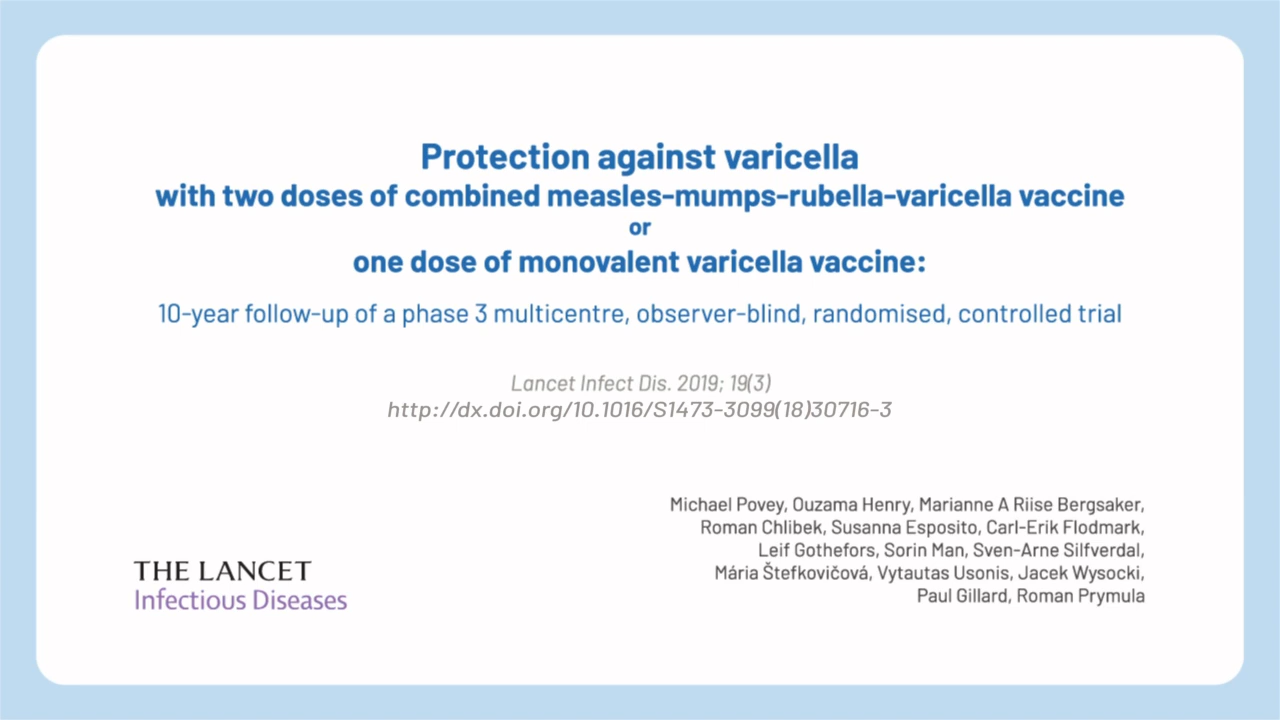 Protection against varicella
with two doses of combined measles-mumps-rubella-varicella vaccine
or
one dose of monovalent varicella vaccine:
10-year follow-up of a phase 3 multicentre, observer-blind, randomised, controlled trial
Lancet Infect Dis. 2019; 19(3)
http://dx.doi.org/10.1016/S1473-3099(18)30716-3
Michael Povey, Ouzama Henry, Marianne A Riise Bergsaker,
Roman Chlibek, Susanna Esposito, Carl-Erik Flodmark,
Leif Gothefors, Sorin Man, Sven-Arne Silfverdal,
Mária Štefkovičová, Vytautas Usonis, Jacek Wysocki,
Paul Gillard, Roman Prymula
THE LANCET
Infectious Diseases